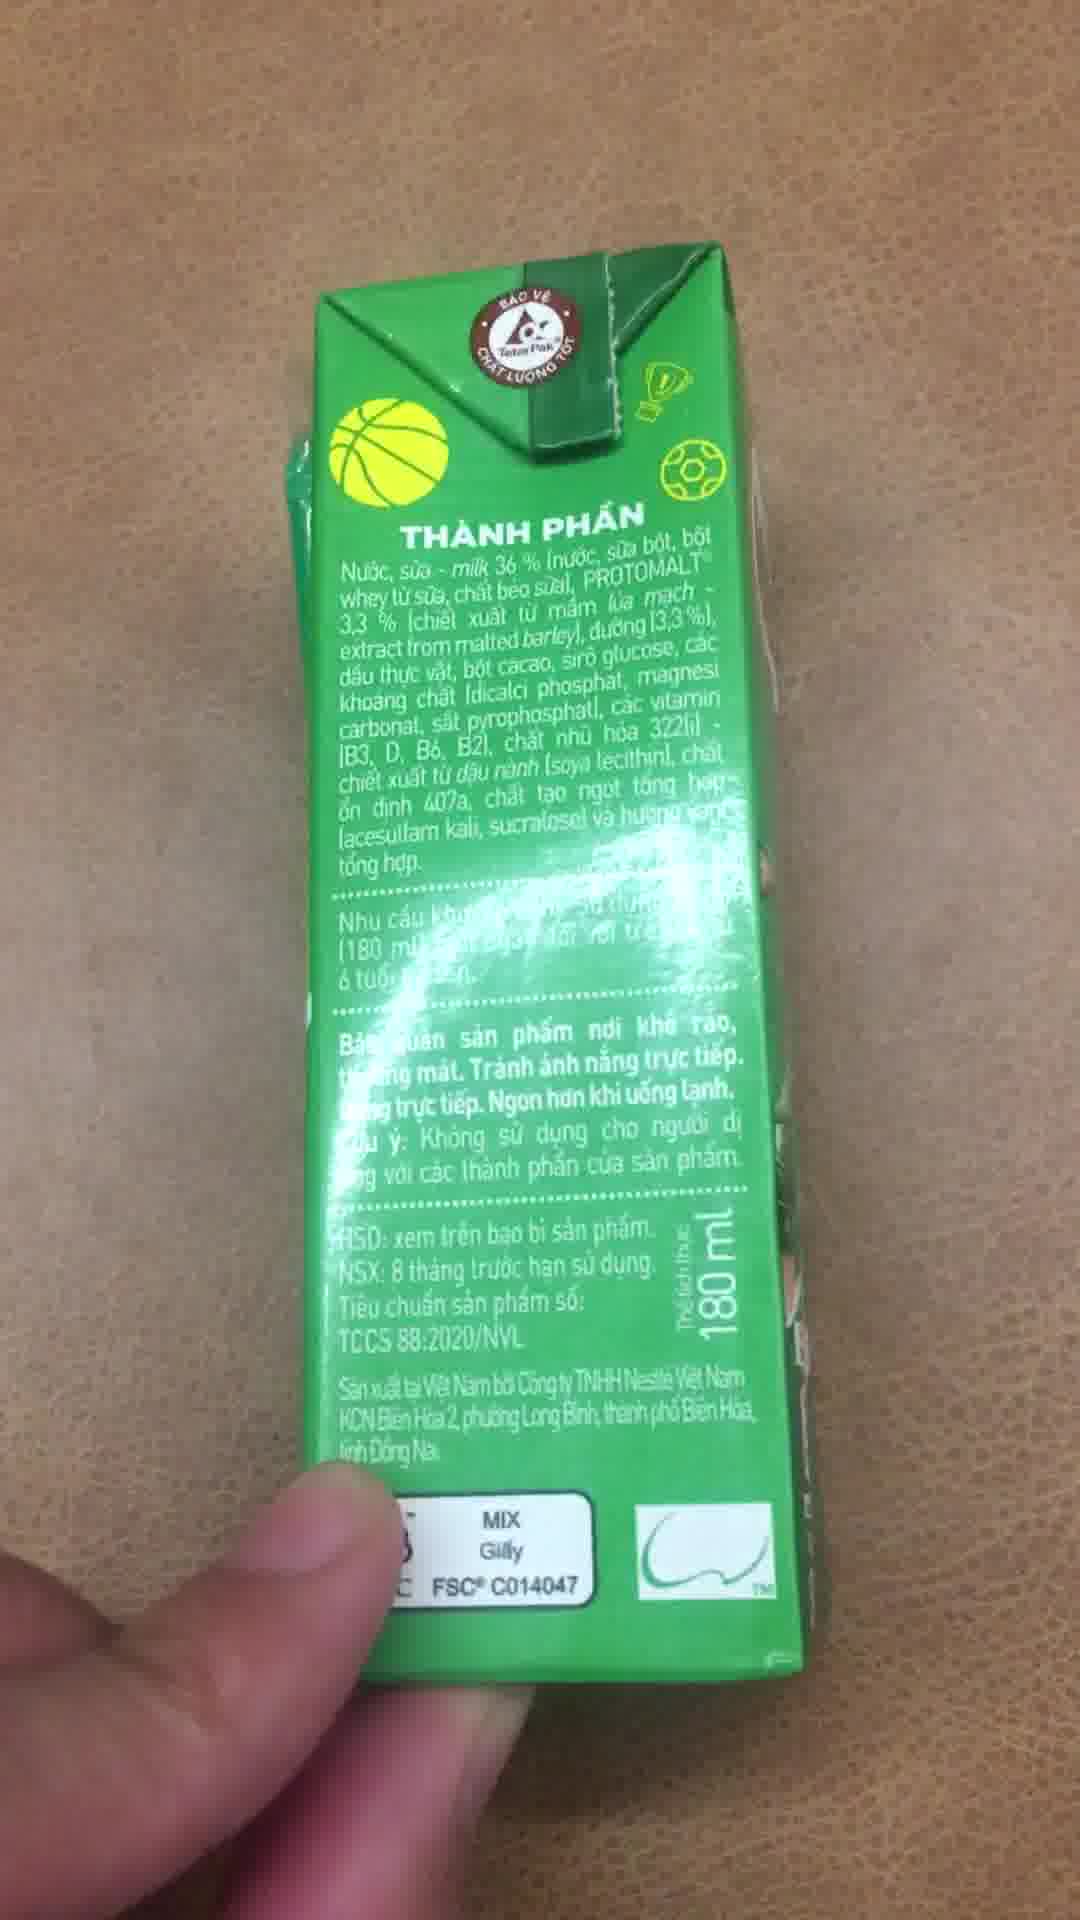 BẢO VỆ
Tetra Pak®
CHẤT LƯỢNG TỐT
THÀNH PHẦN
Nước, sữa - milk 36 % (nước, sữa bột, bột
whey từ sữa, chất béo sữa), PROTOMALT®
3,3 % (chiết xuất từ mầm lúa mạch -
extract from malted barley), đường (3,3 %),
dầu thực vật, bột cacao, sirô glucose, các
khoáng chất (dicalci phosphat, magnesi
carbonat, sắt pyrophosphat), các vitamin
(B3, D, B6, B2), chất nhũ hóa 322(i) -
chiết xuất từ đậu nành (soya lecithin), chất
ổn định 407a, chất tạo ngọt tổng hợp
(acesulfam kali, sucralose) và hương
tổng hợp.
Nhu cầu
(180 ml
6 tuổi
sản phẩm nơi khô ráo,
mát. Tránh ánh nắng trực tiếp.
trực tiếp. Ngon hơn khi uống lạnh.
ý: Không sử dụng cho người dị
với các thành phần của sản phẩm.
HSD: xem trên bao bì sản phẩm.
NSX: 8 tháng trước hạn sử dụng.
Tiêu chuẩn sản phẩm số:
TCCS 88:2020/NVL
Thể tích thực
180 ml
Sản xuất tại Việt Nam bởi Công ty TNHH Nestlé Việt Nam
KCN Biên Hòa 2, phường Long Bình, thành phố Biên Hòa,
tỉnh Đồng Nai.
MIX
Giấy
FSC® C014047
TM